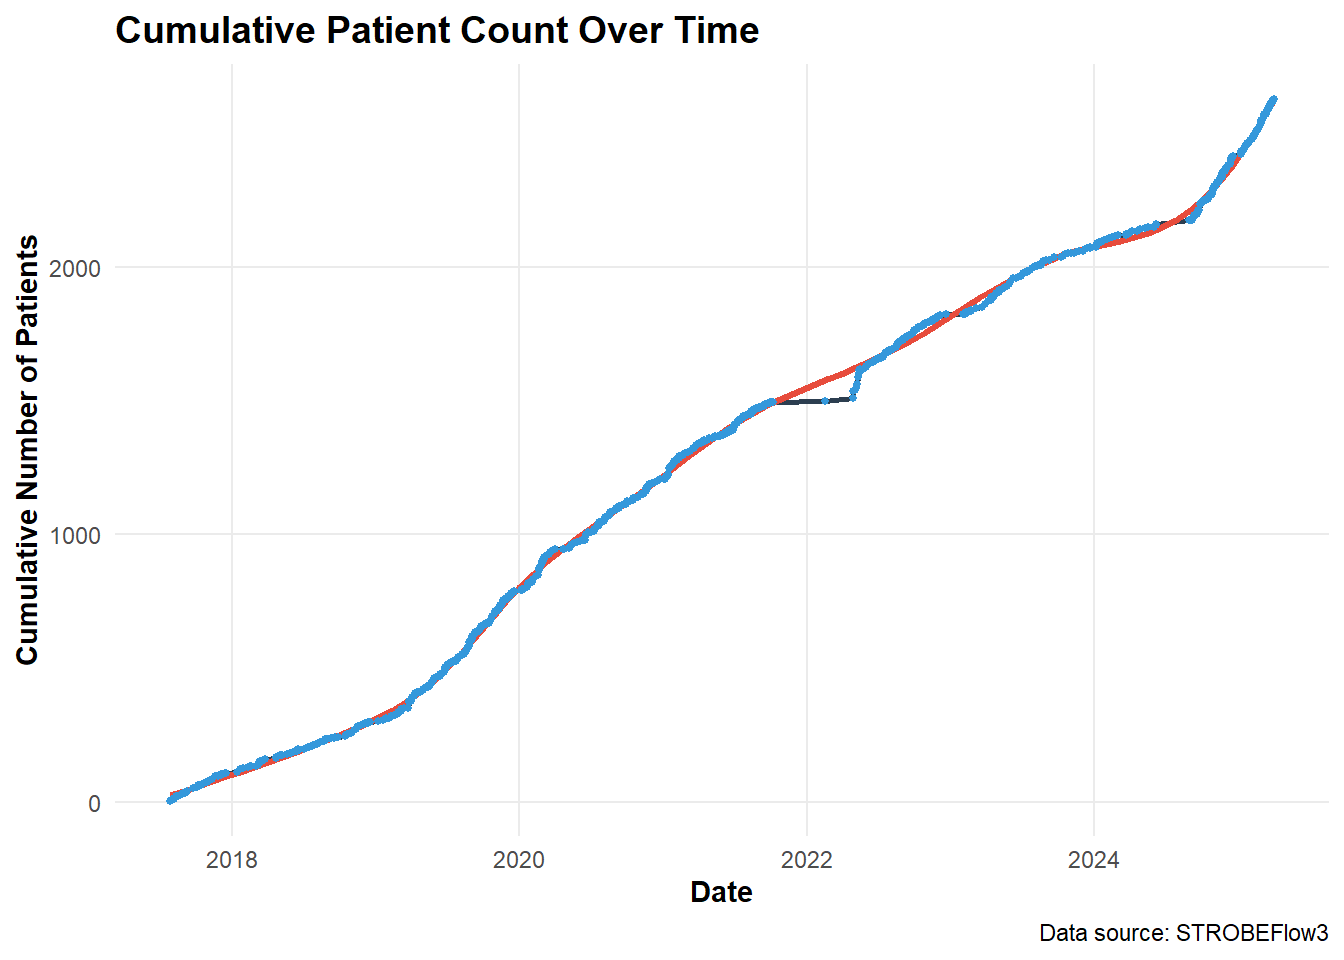 Cumulative Patient Count Over Time
Cumulative Number of Patients
2000
1000
0
2018
2020
2022
2024
Date
Data source: STROBEFlow3